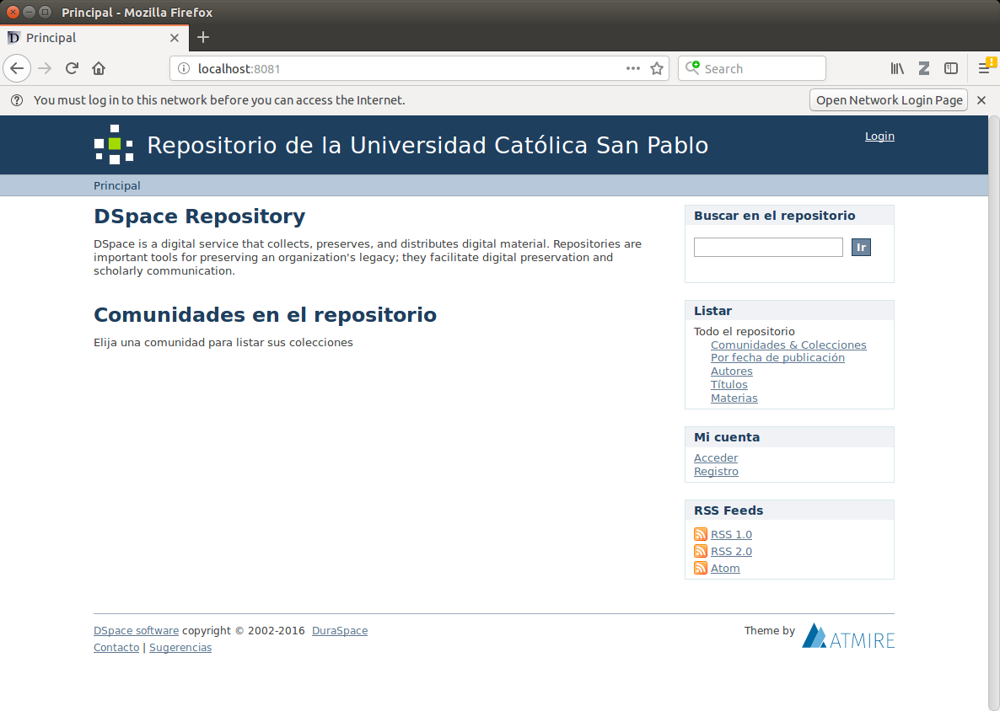 Principal - Mozilla Firefox
Principal
localhost:8081
Search
You must log in to this network before you can access the Internet.
Open Network Login Page
Repositorio de la Universidad Católica San Pablo
Login
Principal
DSpace Repository
DSpace is a digital service that collects, preserves, and distributes digital material. Repositories are
important tools for preserving an organization's legacy; they facilitate digital preservation and
scholarly communication.
Comunidades en el repositorio
Elija una comunidad para listar sus colecciones
Buscar en el repositorio
Ir
Listar
Todo el repositorio
Comunidades & Colecciones
Por fecha de publicación
Autores
Títulos
Materias
Mi cuenta
Acceder
Registro
RSS Feeds
RSS 1.0
RSS 2.0
Atom
DSpace software copyright © 2002-2016 DuraSpace
Contacto | Sugerencias
Theme by
ATMIRE